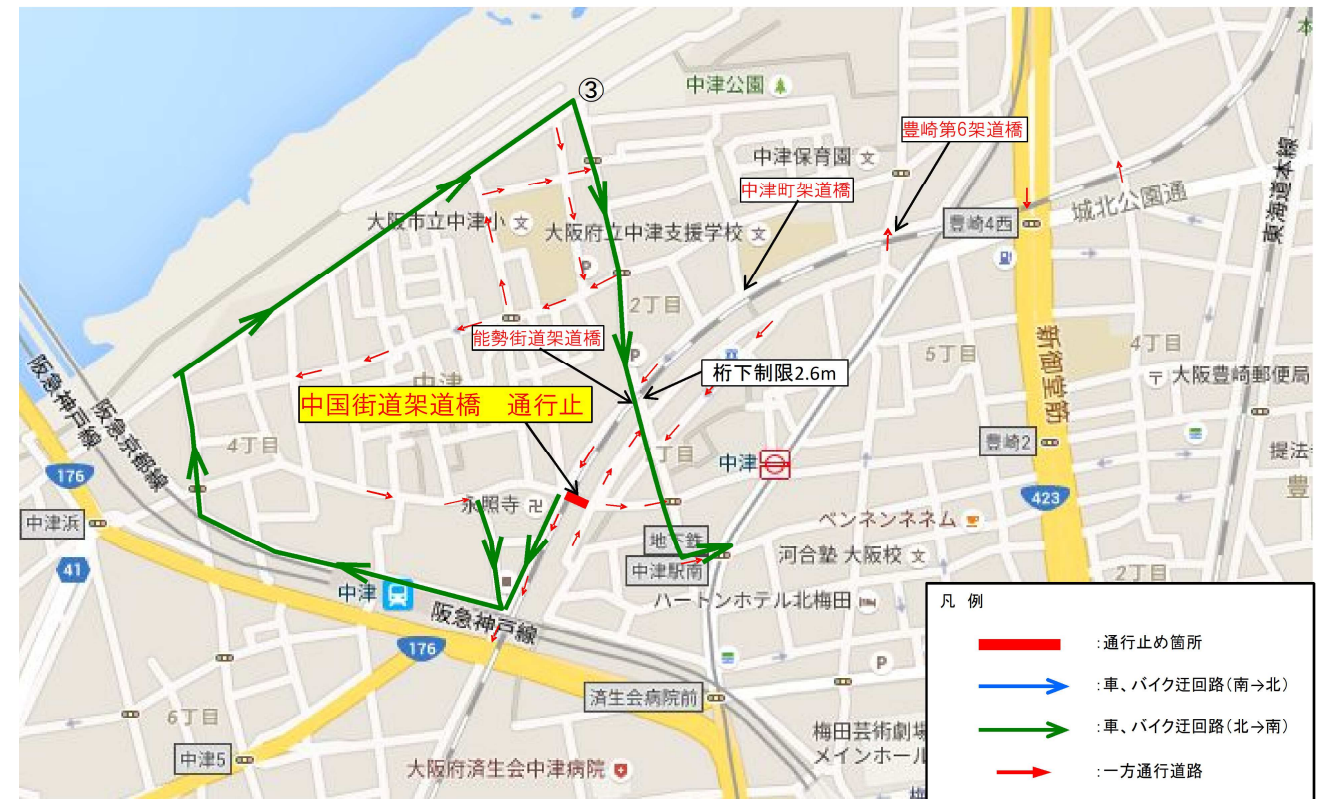 本
③
中津公園
豊崎第6架道橋
中津保育園
中津町架道橋
東海道本線
大阪市立中津小
大阪府立中津支援学校
豊崎4西
城北公園通
2丁目
能勢街道架道橋
新御堂筋
5丁目
4丁目
桁下制限2.6m
〒大阪豊崎郵便局
中津
中国街道架道橋 通行止
阪急神戸線
阪急京都線
4丁目
丁目
中津
豊崎2
提法
176
423
豊
永照寺
中津浜
ベンネンネネム
地下鉄
中津駅南
河合塾 大阪校
41
2丁目
中津
ハートンホテル北梅田
阪急神戸線
176
済生会病院前
6丁目
中津5
梅田芸術劇場
メインホール
大阪府済生会中津病院
梅
凡 例
:通行止め箇所
:車、バイク迂回路(南→北)
:車、バイク迂回路(北→南)
:一方通行道路
P
P
P